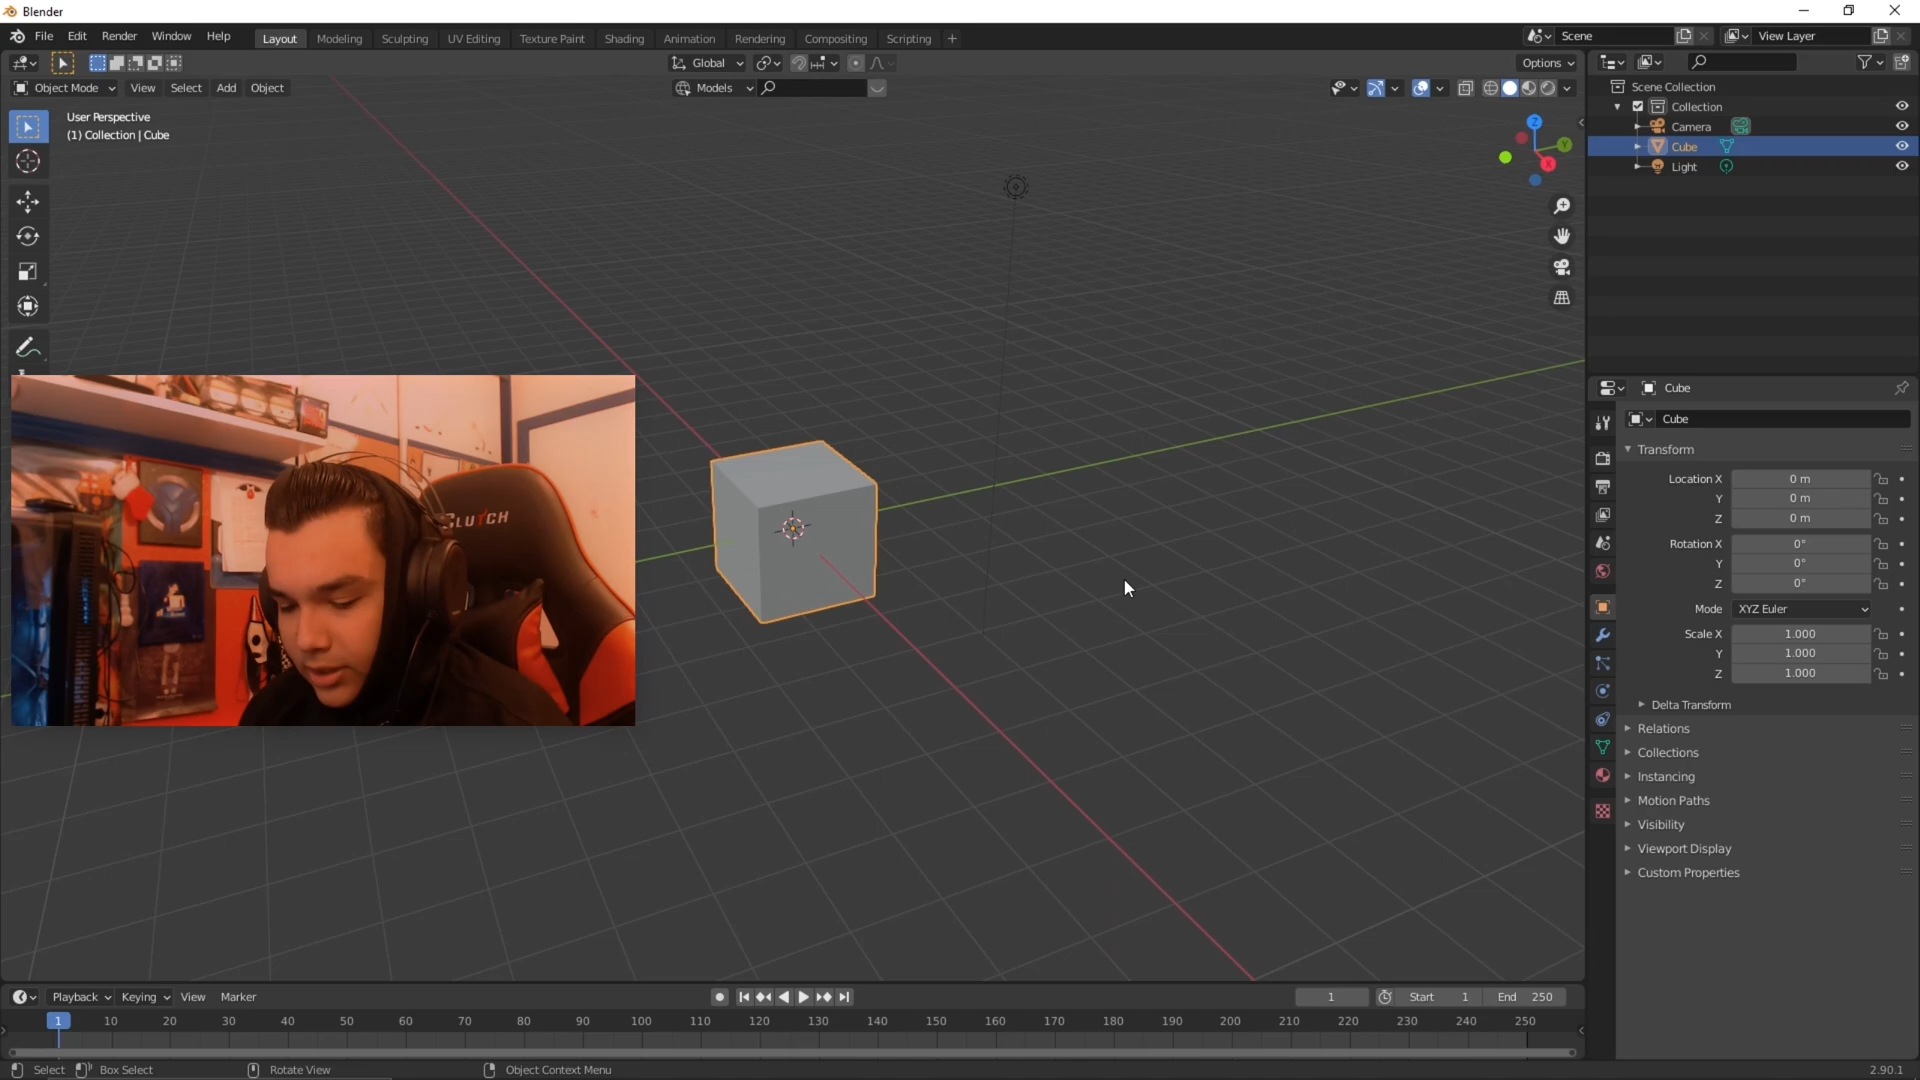 Blender
File Edit Render Window Help Layout Modeling Sculpting UV Editing Texture Paint Shading Animation Rendering Compositing Scripting + Scene View Layer
Global Options
Object Mode View Select Add Object Models
User Perspective
(1) Collection | Cube
Z
Y
X
Scene Collection
Collection
Camera
Cube
Light
CLUTCH
Cube
Cube
Transform
Location X 0 m
Y 0 m
Z 0 m
Rotation X 0°
Y 0°
Z 0°
Mode XYZ Euler
Scale X 1.000
Y 1.000
Z 1.000
Delta Transform
Relations
Collections
Instancing
Motion Paths
Visibility
Viewport Display
Custom Properties
Playback Keying View Marker 1 Start 1 End 250
1 10 20 30 40 50 60 70 80 90 100 110 120 130 140 150 160 170 180 190 200 210 220 230 240 250
Select Box Select Rotate View Object Context Menu 2.90.1